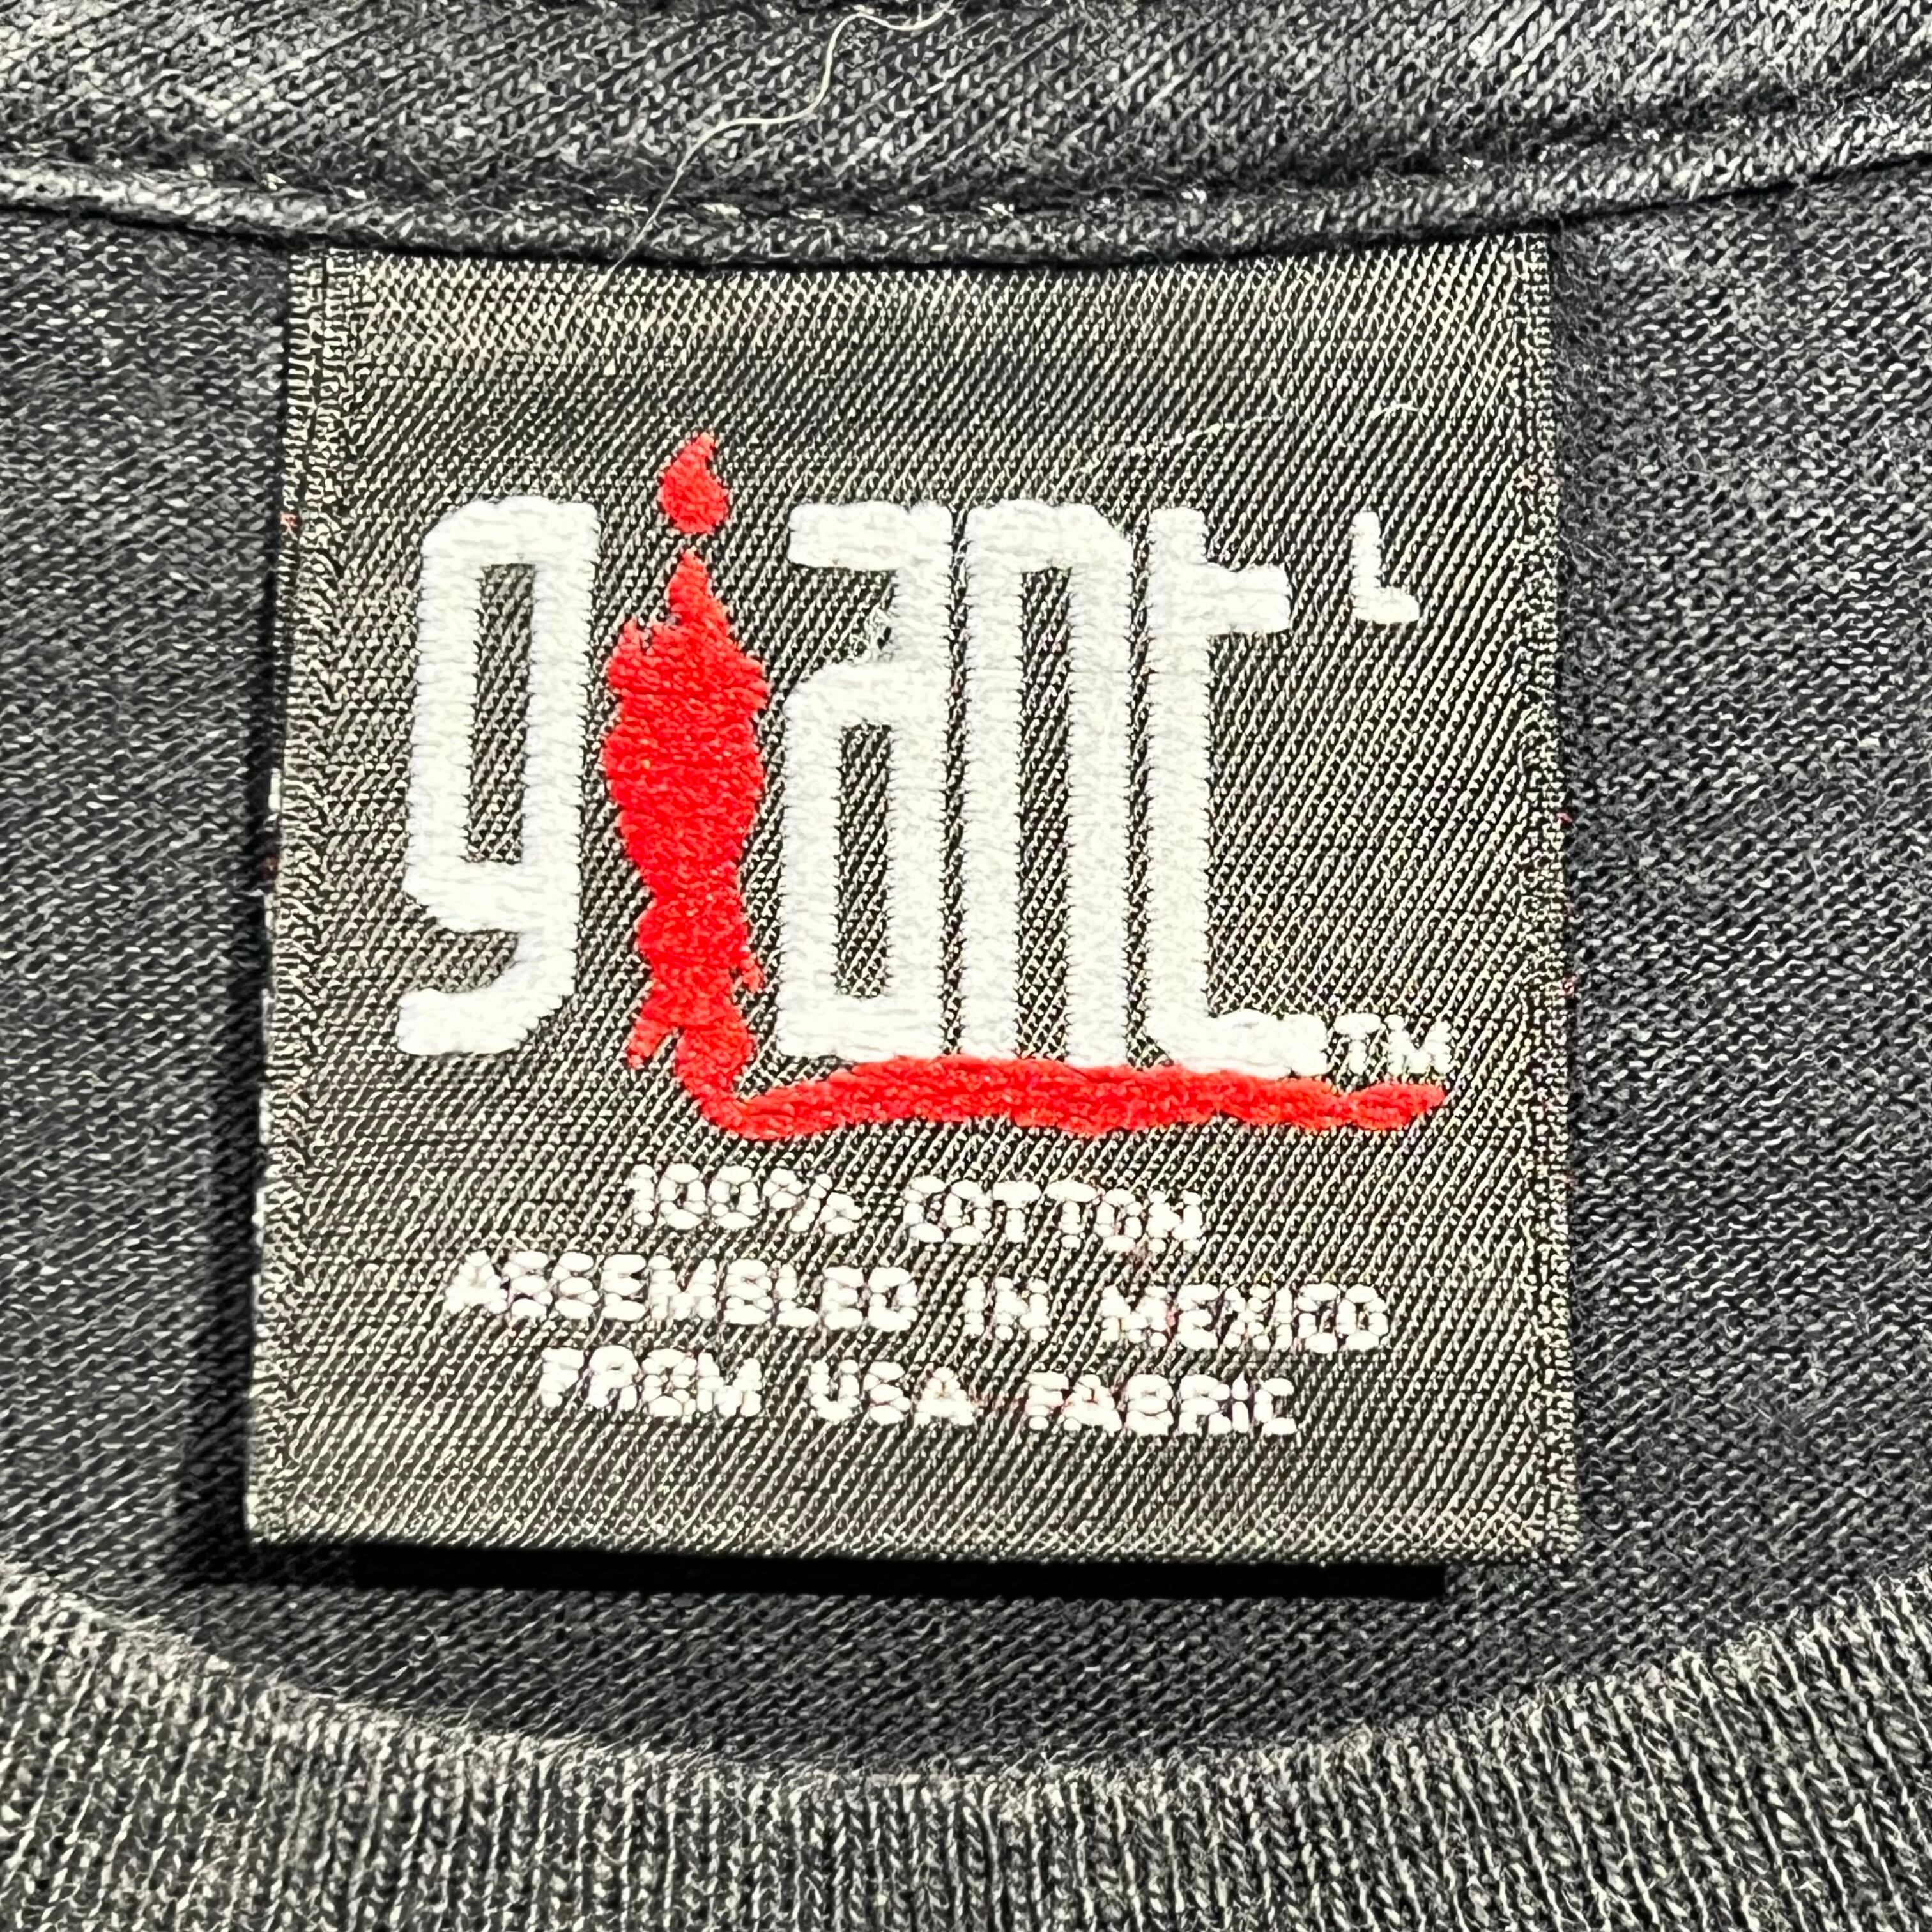 giant L
TM
100% COTTON
ASSEMBLED IN MEXICO
FROM USA FABRIC